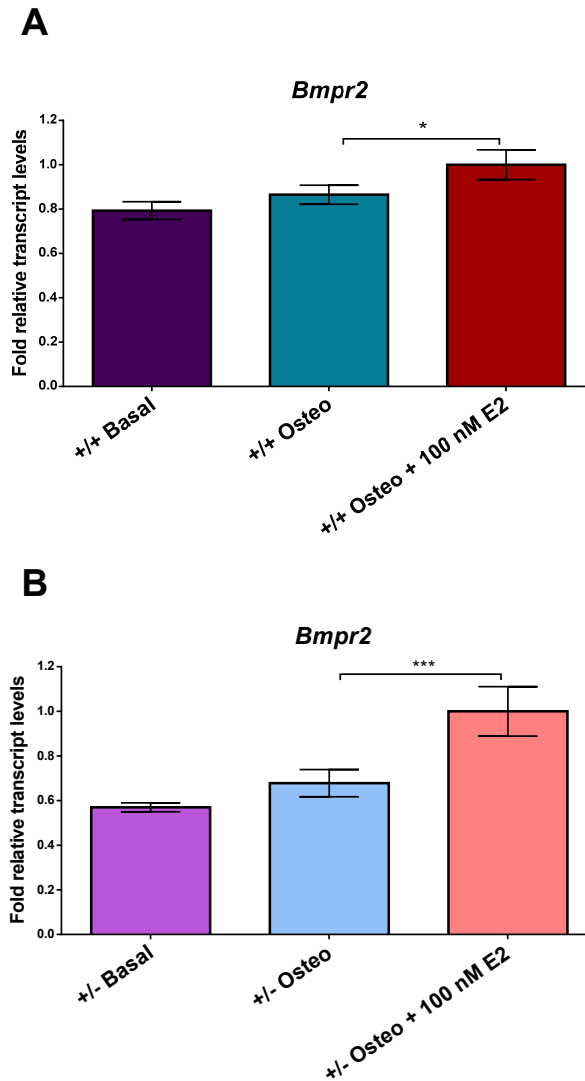 A
Bmpr2
*
Fold relative transcript levels
1.2
1.0
0.8
0.6
0.4
0.2
0.0
+/+ Basal
+/+ Osteo
+/+ Osteo + 100 nM E2
B
Bmpr2
***
Fold relative transcript levels
1.2
1.0
0.8
0.6
0.4
0.2
0.0
+/- Basal
+/- Osteo
+/- Osteo + 100 nM E2